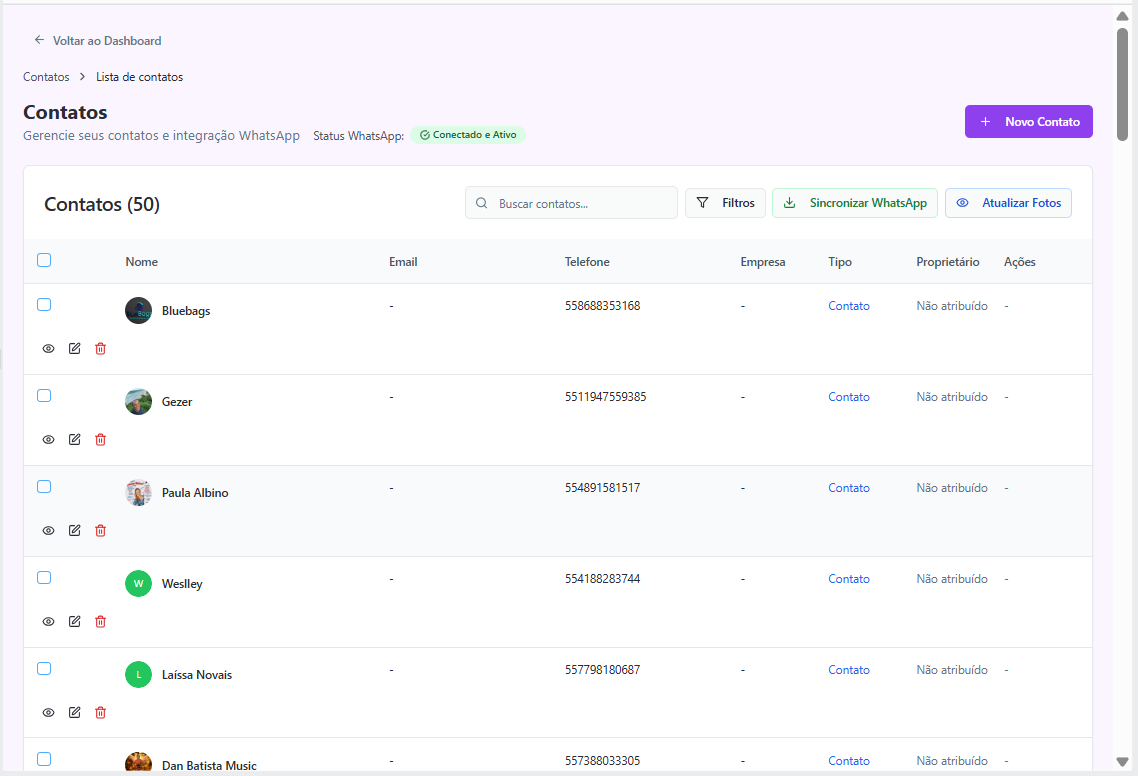 Voltar ao Dashboard
Contatos > Lista de contatos
Contatos
Gerencie seus contatos e integração WhatsApp Status WhatsApp: Conectado e Ativo
+ Novo Contato
Contatos (50)
Buscar contatos...
Filtros
Sincronizar WhatsApp
Atualizar Fotos
Nome Email Telefone Empresa Tipo Proprietário Ações
Bluebags - 558688353168 - Contato Não atribuído -
Gezer - 5511947559385 - Contato Não atribuído -
Paula Albino - 554891581517 - Contato Não atribuído -
W Weslley - 554188283744 - Contato Não atribuído -
L Laíssa Novais - 557798180687 - Contato Não atribuído -
Dan Batista Music - 557388033305 - Contato Não atribuído -